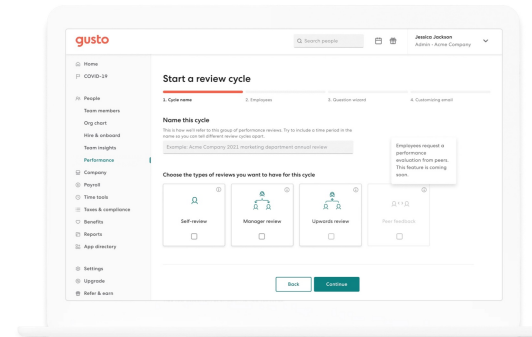 gusto
Search people
Jessica Jackson
Admin - Acme Company
Home
COVID-19
People
Team members
Org chart
Hire & onboard
Team insights
Performance
Company
Payroll
Time tools
Taxes & compliance
Benefits
Reports
App directory
Settings
Upgrade
Refer & earn
Start a review cycle
1. Cycle name
2. Employees
3. Question wizard
4. Customizing email
Name this cycle
This is how we'll refer to this group of performance reviews. Try to include a time period in the
name so you can tell different review cycles apart.
Example: Acme Company 2021 marketing department annual review
Employees request a
performance
evaluation from peers.
This feature is coming
soon.
Choose the types of reviews you want to have for this cycle
Self-review
Manager review
Upwards review
Peer feedback
Back
Continue